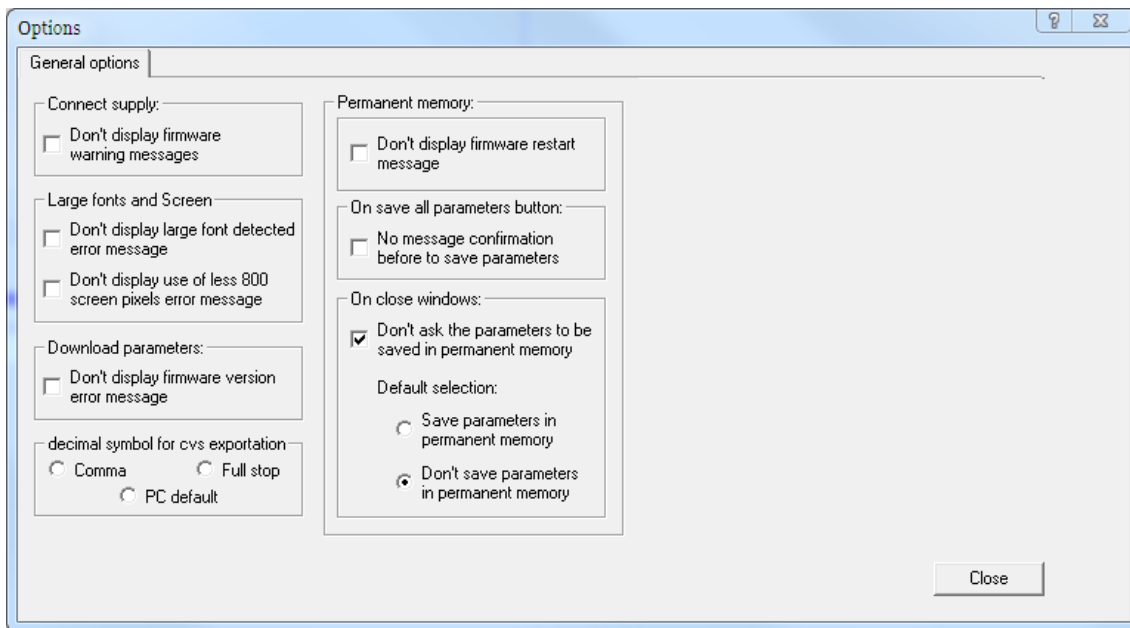 Options
General options
Connect supply:
Don't display firmware
warning messages
Large fonts and Screen
Don't display large font detected
error message
Don't display use of less 800
screen pixels error message
Download parameters:
Don't display firmware version
error message
decimal symbol for cvs exportation
Comma Full stop
PC default
Permanent memory:
Don't display firmware restart
message
On save all parameters button:
No message confirmation
before to save parameters
On close windows:
Don't ask the parameters to be
saved in permanent memory
Default selection:
Save parameters in
permanent memory
Don't save parameters
in permanent memory
Close